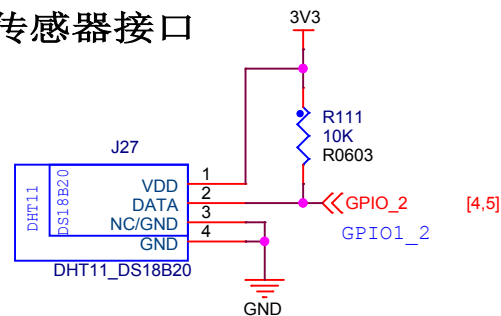 传感器接口
3V3
R111
10K
R0603
J27
DHT11
DS18B20
VDD 1
DATA 2
NC/GND 3
GND 4
GPIO_2 [4,5]
GPIO1_2
DHT11_DS18B20
GND